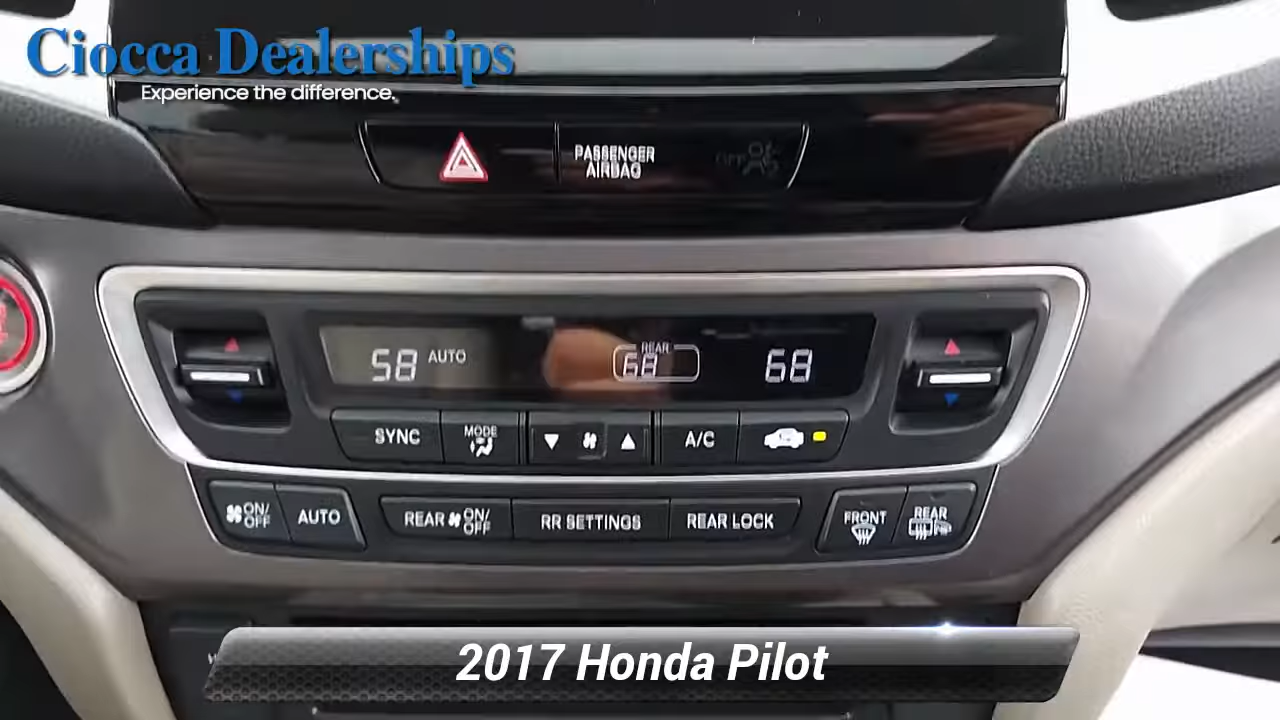 Ciocca Dealerships
Experience the difference.
PASSENGER
AIRBAG
OFF
58 AUTO
REAR
68
68
SYNC
MODE
A/C
ON/
OFF
AUTO
REAR ON/
OFF
RR SETTINGS
REAR LOCK
FRONT
REAR
2017 Honda Pilot